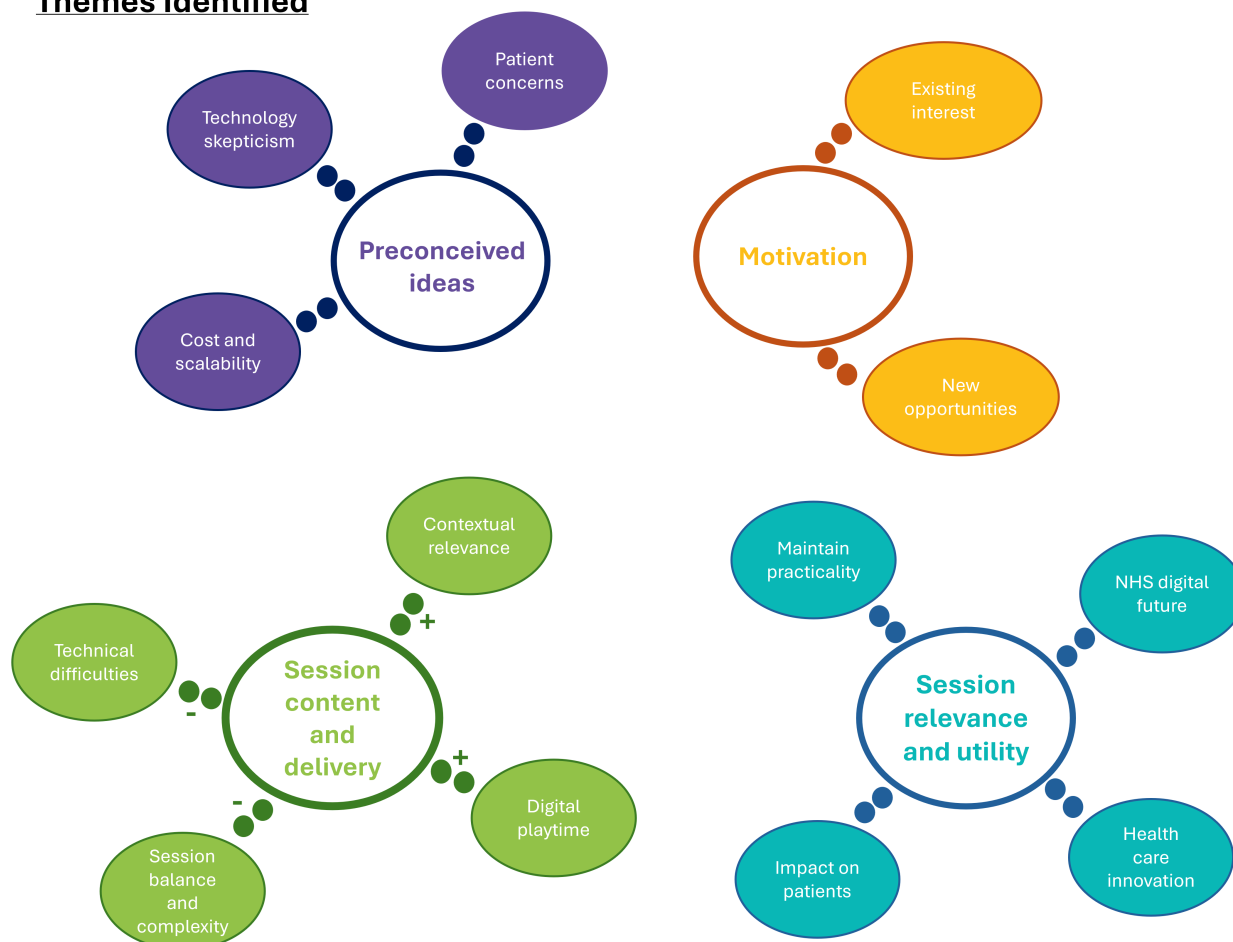 Themes Identified
Patient
concerns
Technology
skepticism
Preconceived
ideas
Cost and
scalability
Existing
interest
Motivation
New
opportunities
Contextual
relevance
+
Technical
difficulties
-
Session
content
and
delivery
+
Digital
playtime
-
Session
balance
and
complexity
Maintain
practicality
NHS digital
future
Session
relevance
and utility
Impact on
patients
Health
care
innovation